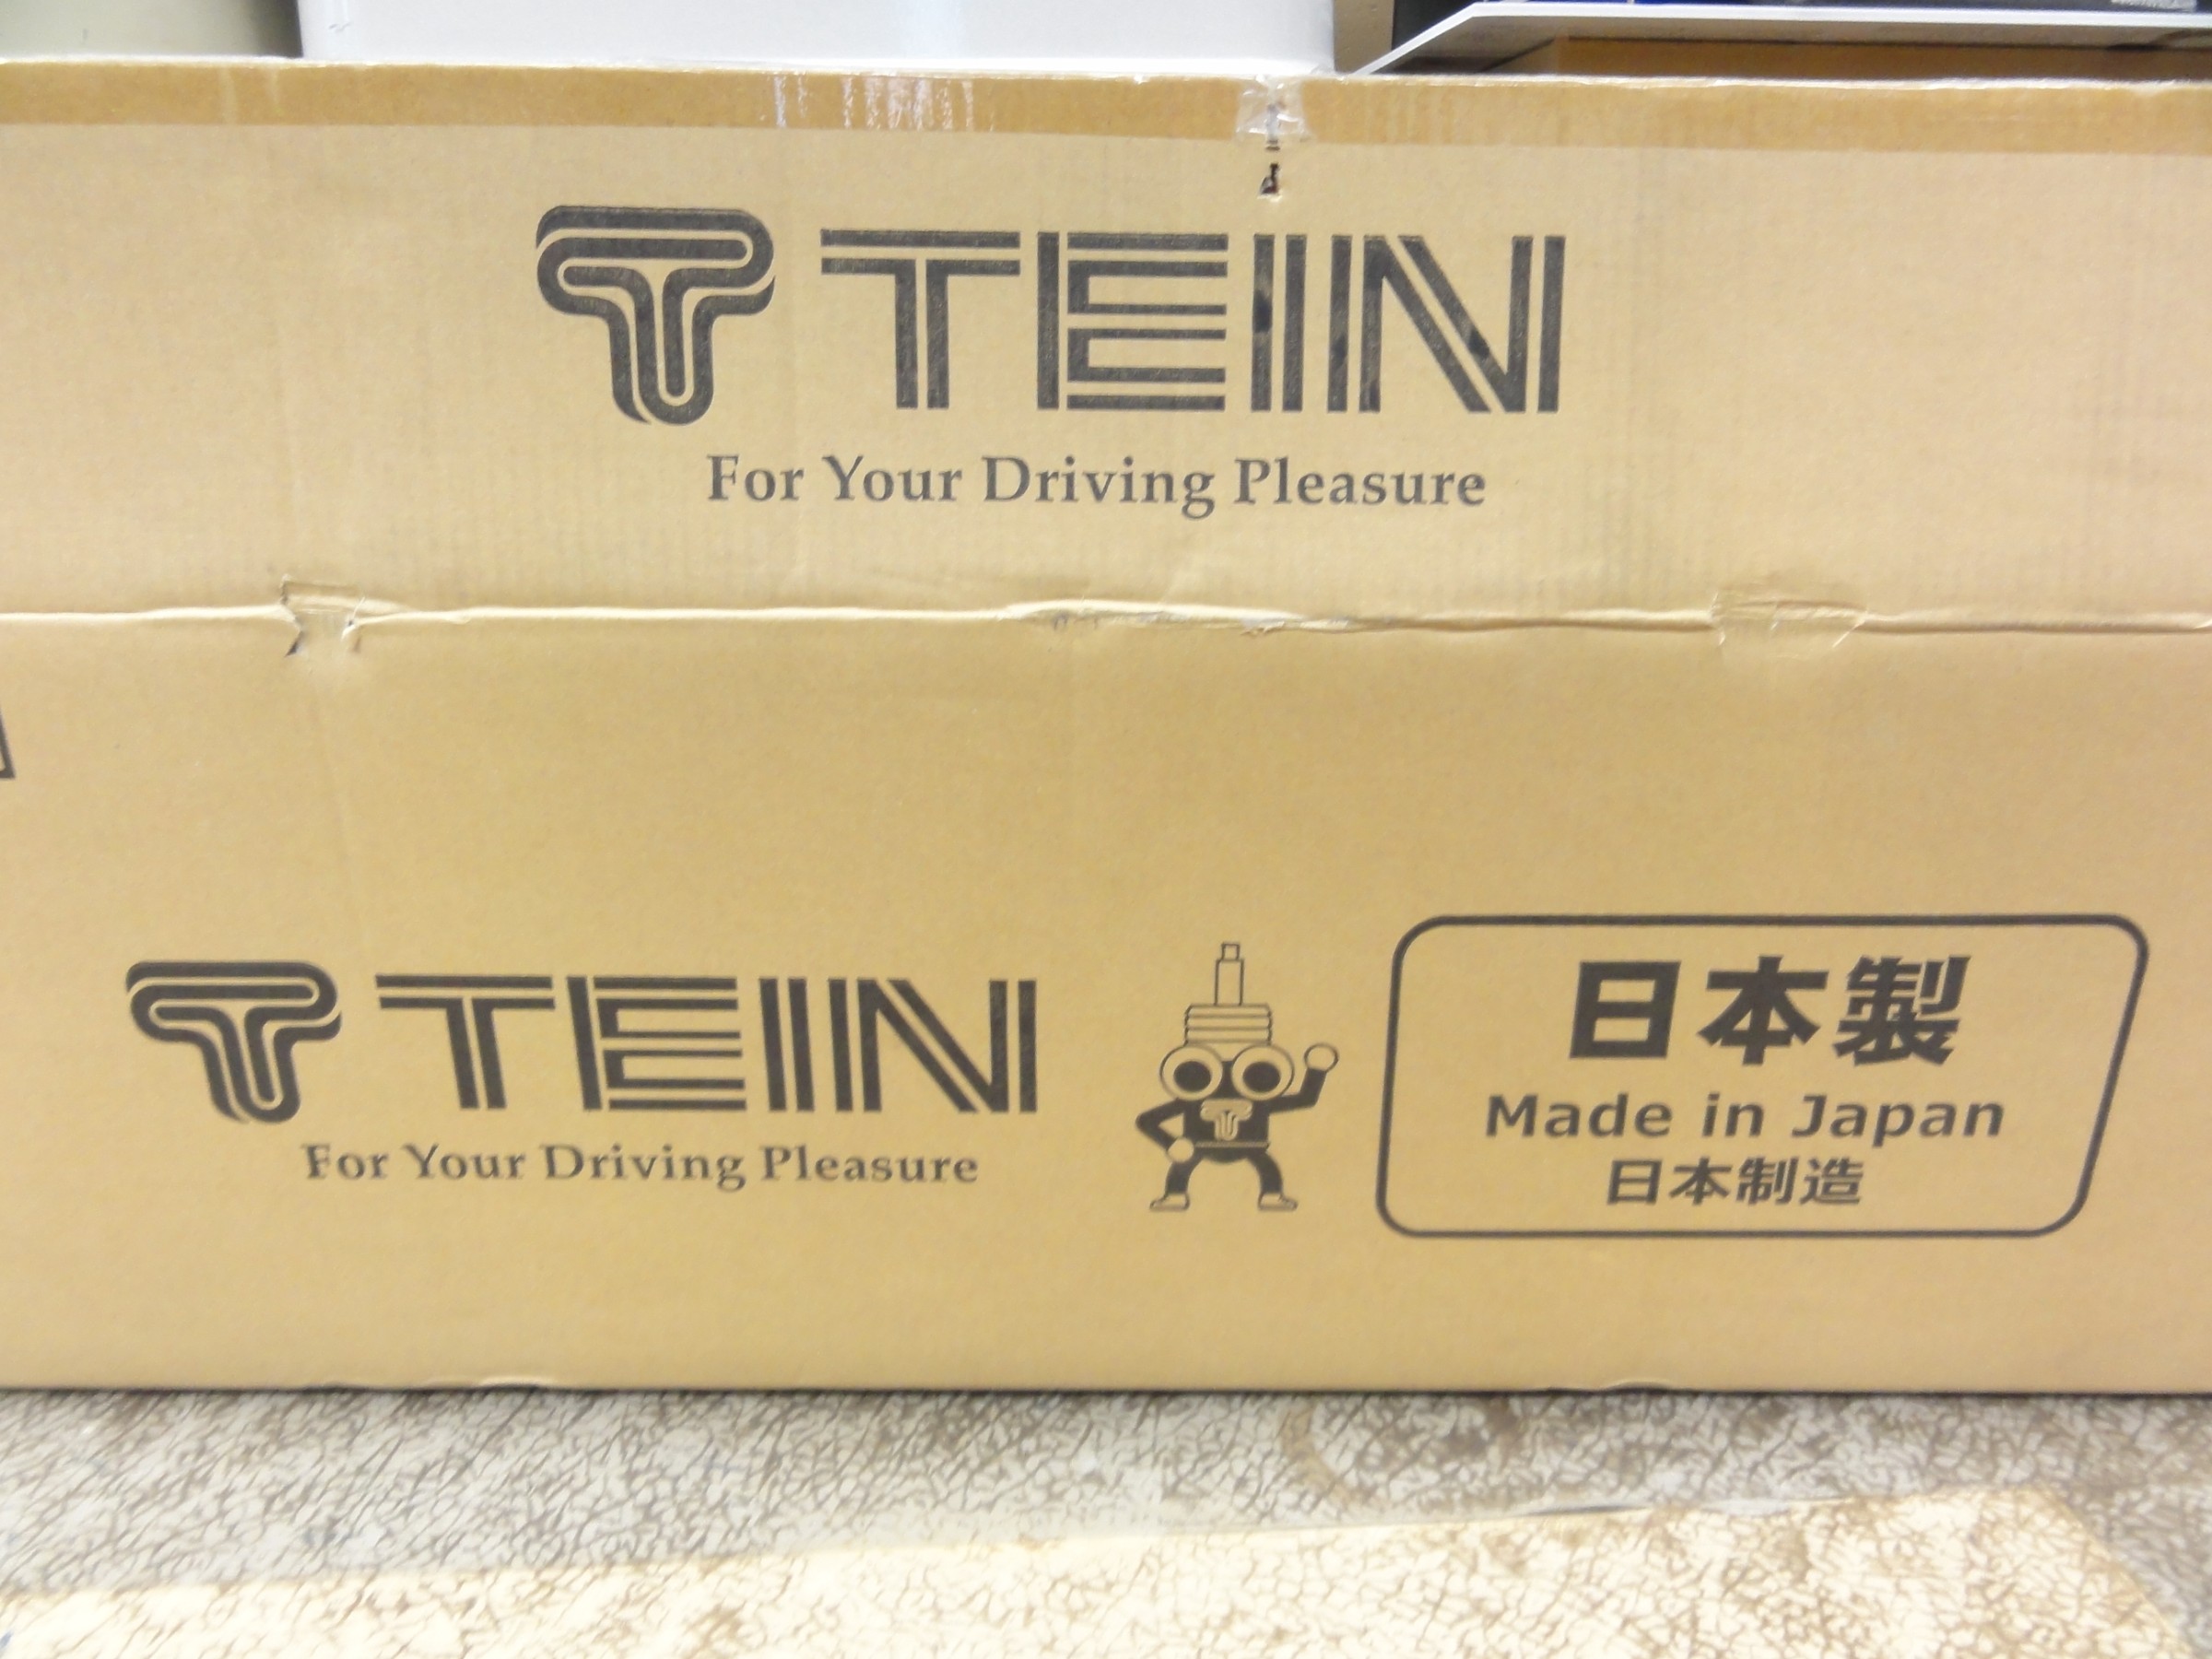 TEIN
For Your Driving Pleasure
TEIN
For Your Driving Pleasure
日本製
Made in Japan
日本制造